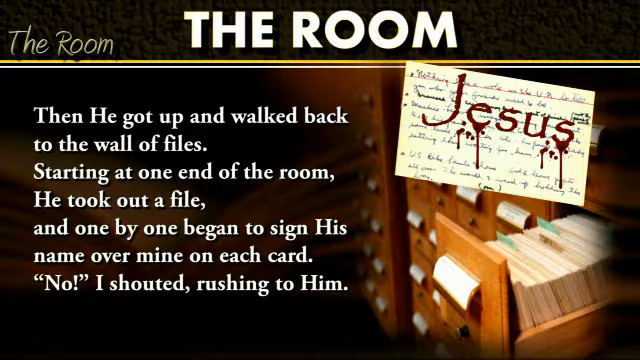 THE ROOM
The Room
Jesus
Then He got up and walked back
to the wall of files.
Starting at one end of the room,
He took out a file,
and one by one began to sign His
name over mine on each card.
“No!” I shouted, rushing to Him.